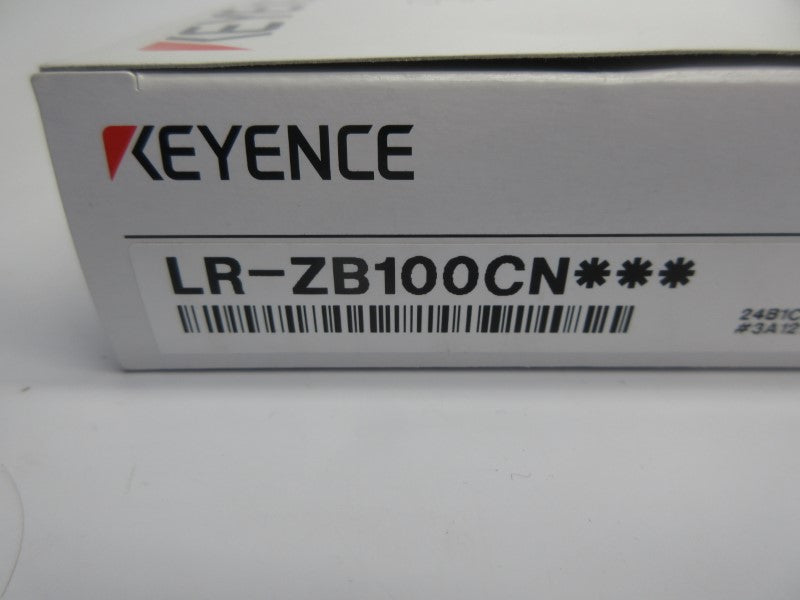 KEYENCE
LR-ZB100CN***
24B1C
#3A12